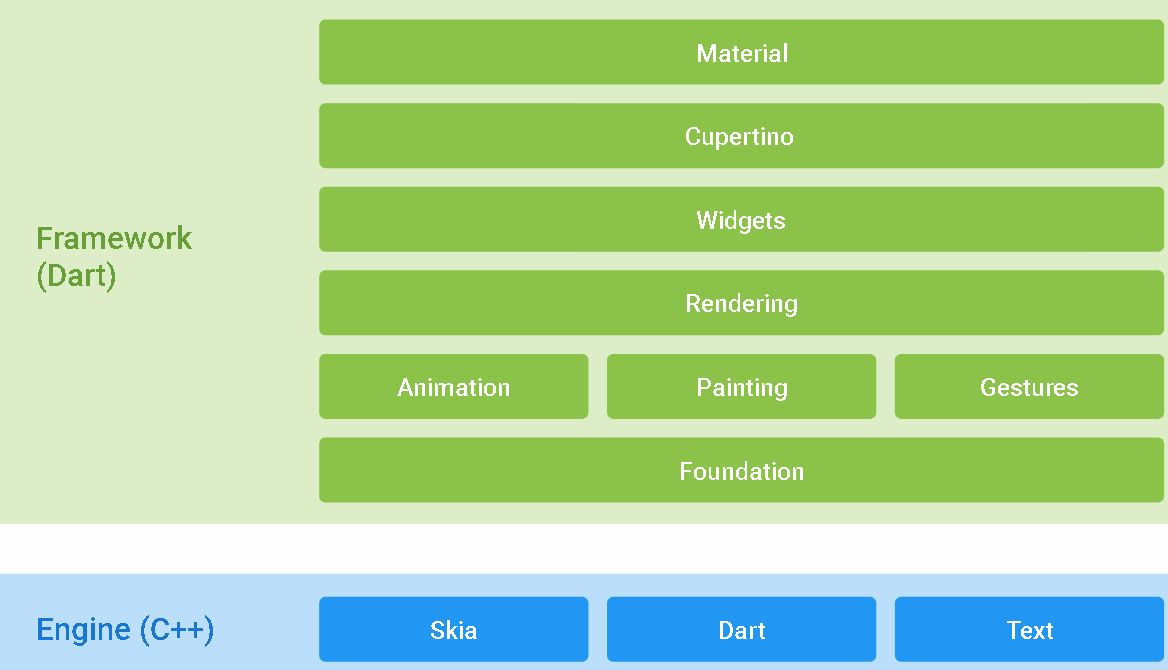 Material
Cupertino
Widgets
Framework
(Dart)
Rendering
Animation
Painting
Gestures
Foundation
Engine (C++)
Skia
Dart
Text